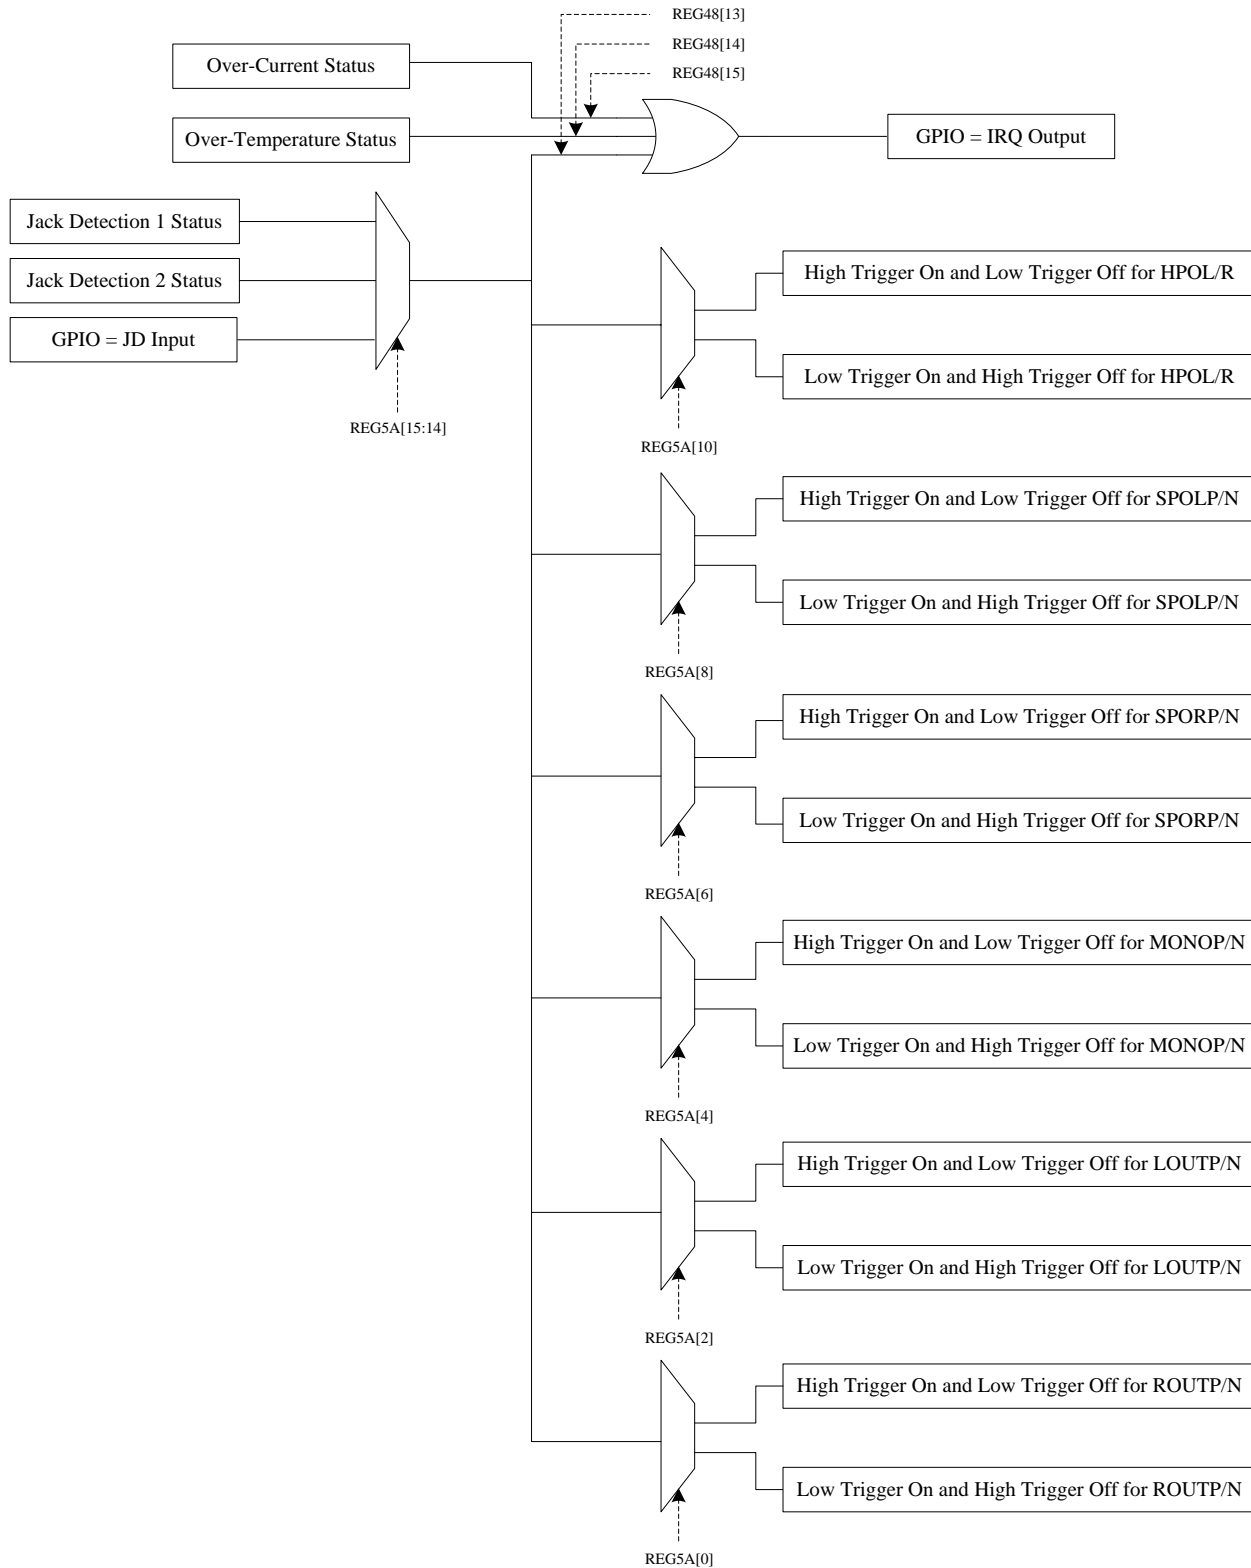 REG48[13]
REG48[14]
REG48[15]
Over-Current Status
Over-Temperature Status
GPIO = IRQ Output
Jack Detection 1 Status
Jack Detection 2 Status
GPIO = JD Input
REG5A[15:14]
High Trigger On and Low Trigger Off for HPOL/R
Low Trigger On and High Trigger Off for HPOL/R
REG5A[10]
High Trigger On and Low Trigger Off for SPOLP/N
Low Trigger On and High Trigger Off for SPOLP/N
REG5A[8]
High Trigger On and Low Trigger Off for SPORP/N
Low Trigger On and High Trigger Off for SPORP/N
REG5A[6]
High Trigger On and Low Trigger Off for MONOP/N
Low Trigger On and High Trigger Off for MONOP/N
REG5A[4]
High Trigger On and Low Trigger Off for LOUTP/N
Low Trigger On and High Trigger Off for LOUTP/N
REG5A[2]
High Trigger On and Low Trigger Off for ROUTP/N
Low Trigger On and High Trigger Off for ROUTP/N
REG5A[0]